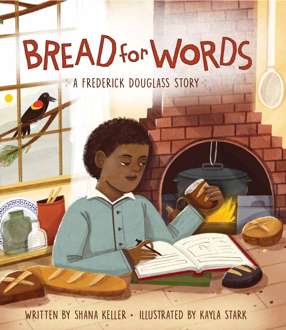 BREAD for WORDS
A FREDERICK DOUGLASS STORY
WRITTEN BY SHANA KELLER • ILLUSTRATED BY KAYLA STARK